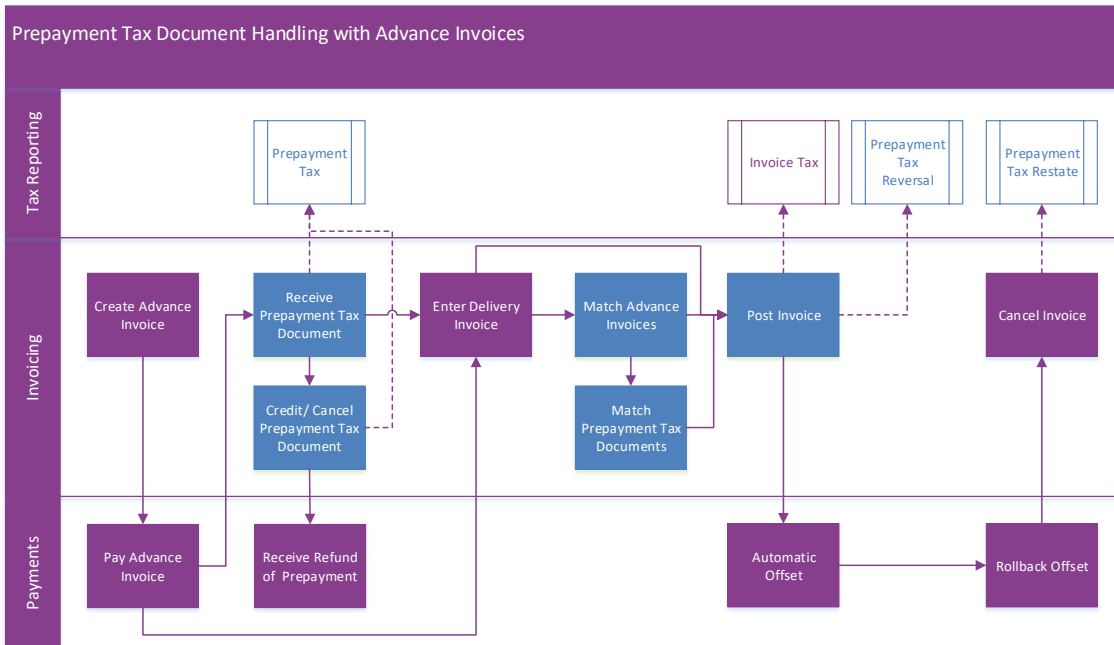 Prepayment Tax Document Handling with Advance Invoices
Tax Reporting
Prepayment
Tax
Invoice Tax
Prepayment
Tax
Reversal
Prepayment
Tax Restate
Invoicing
Create Advance
Invoice
Receive
Prepayment Tax
Document
Enter Delivery
Invoice
Match Advance
Invoices
Post Invoice
Cancel Invoice
Credit/ Cancel
Prepayment Tax
Document
Match
Prepayment Tax
Documents
Payments
Pay Advance
Invoice
Receive Refund
of Prepayment
Automatic
Offset
Rollback Offset